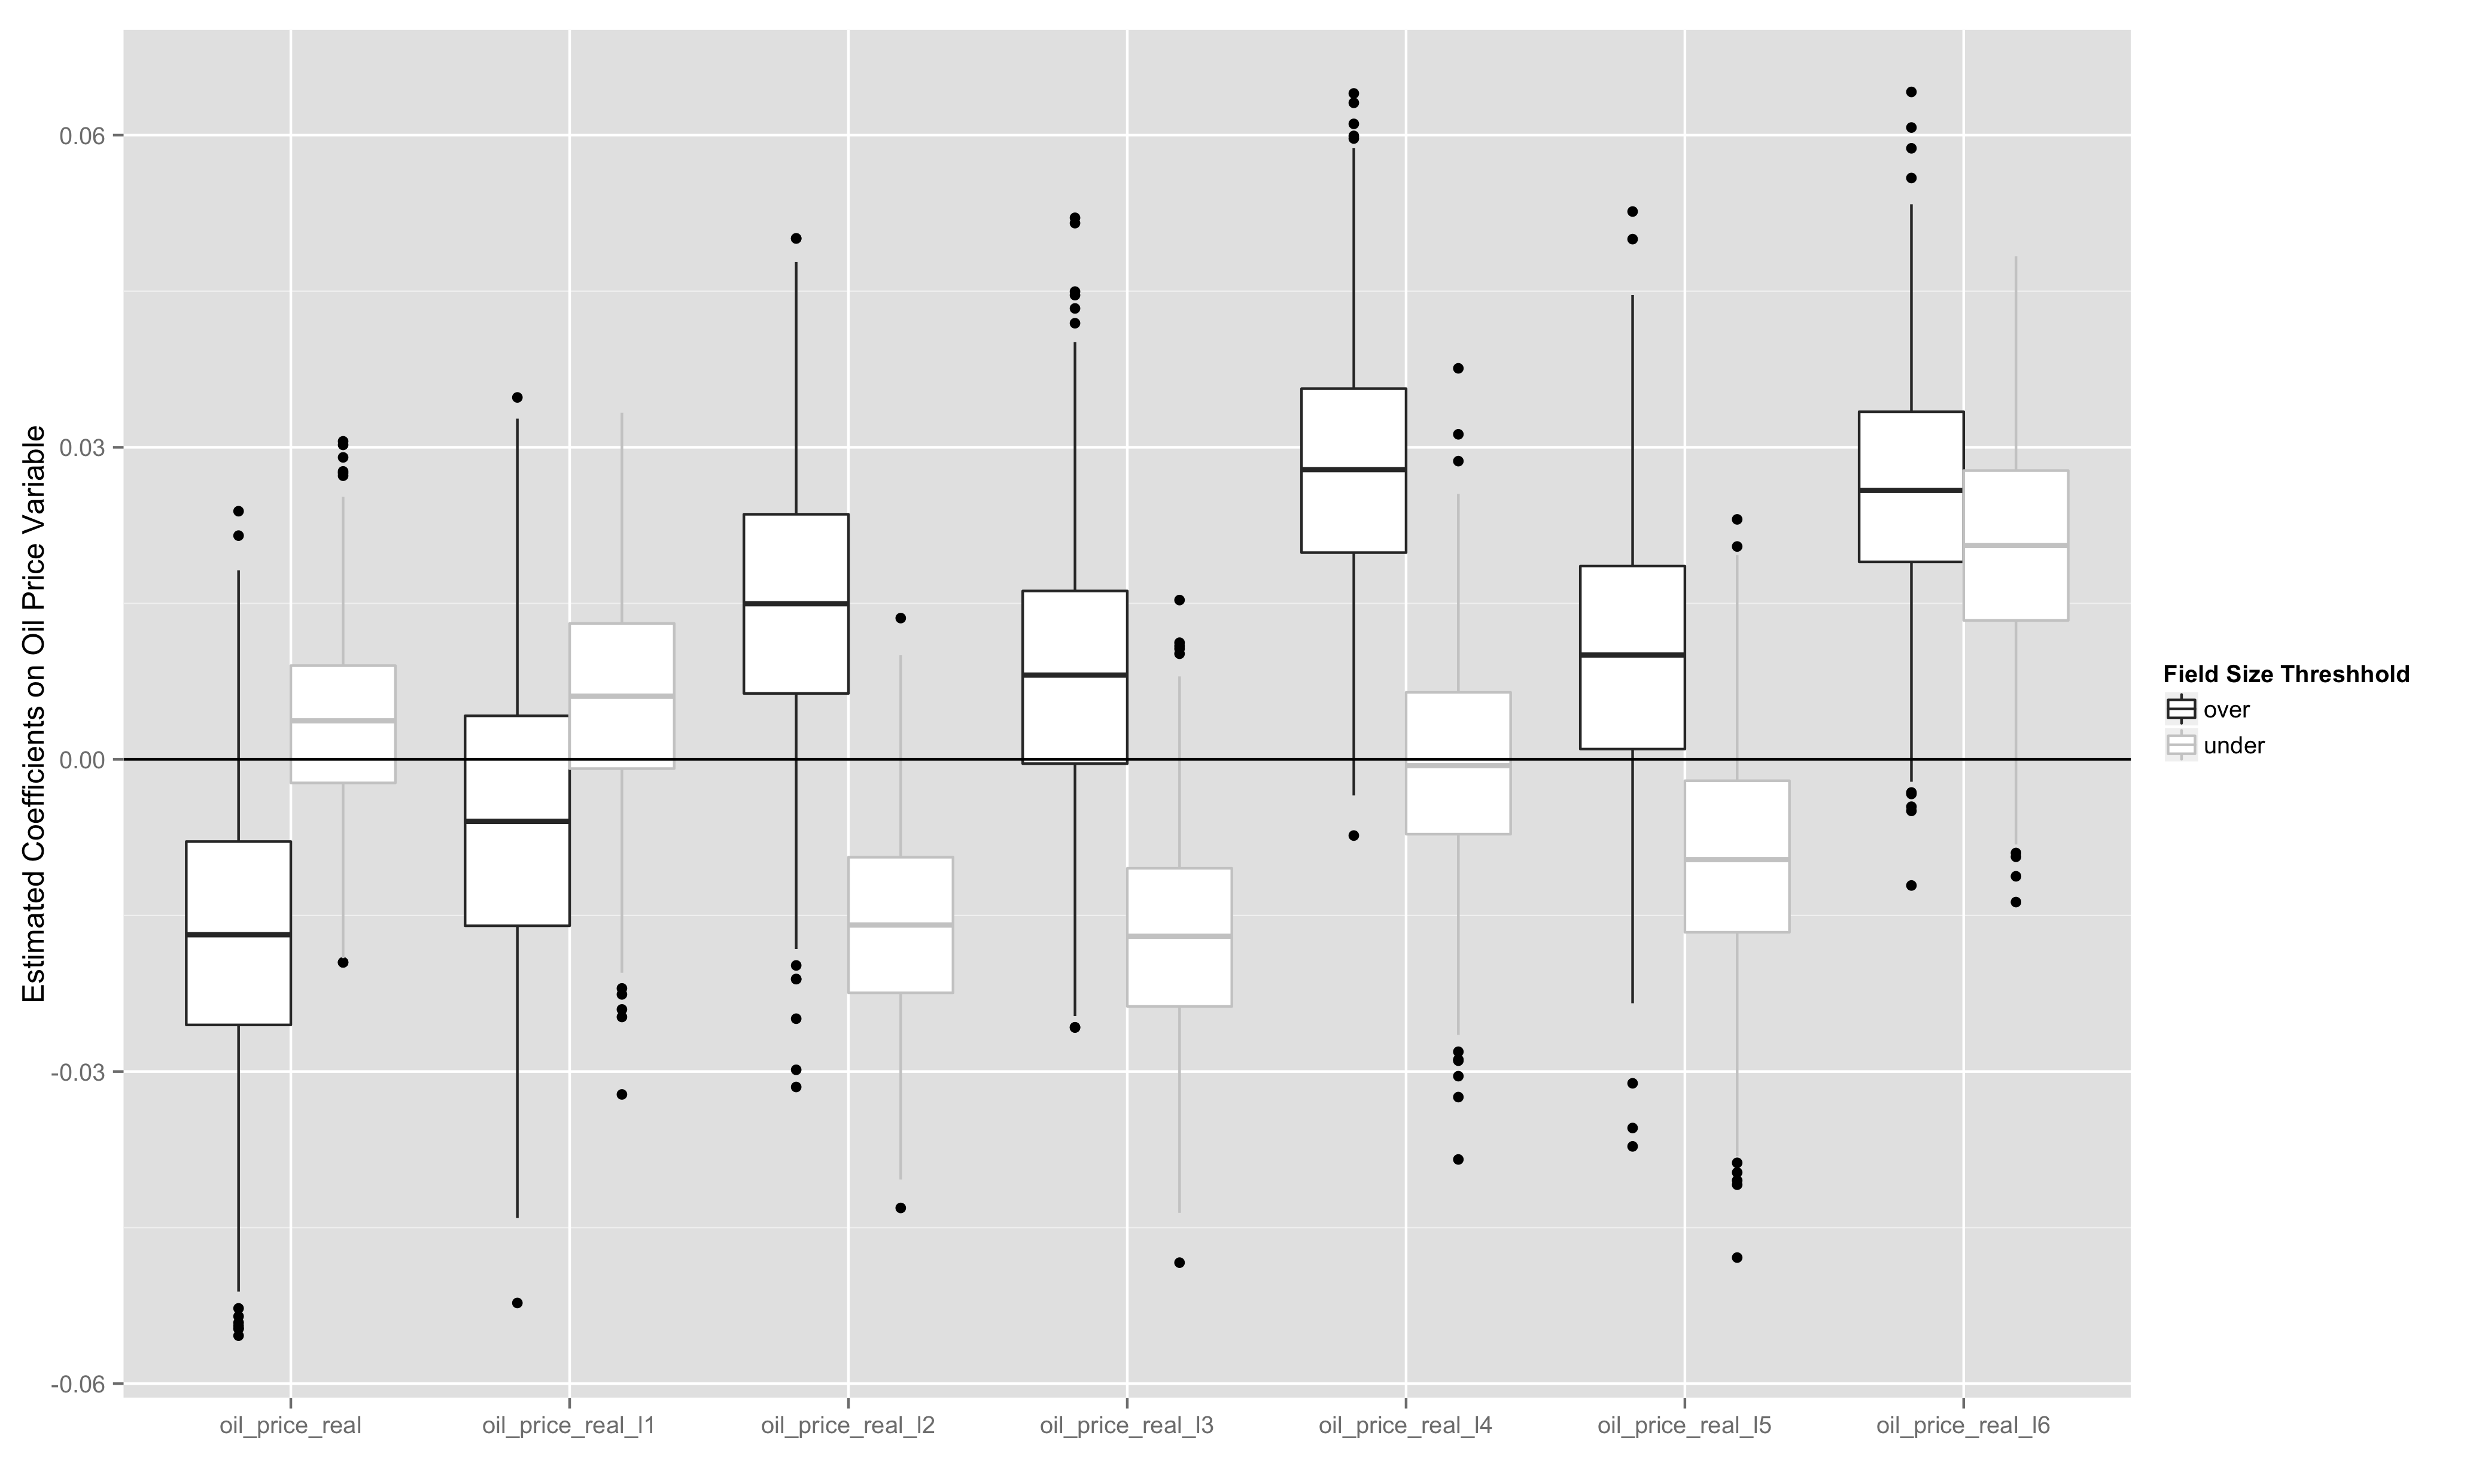 Estimated Coefficients on Oil Price Variable
0.06
0.03
0.00
-0.03
-0.06
oil_price_real
oil_price_real_l1
oil_price_real_l2
oil_price_real_l3
oil_price_real_l4
oil_price_real_l5
oil_price_real_l6
Field Size Threshhold
over
under